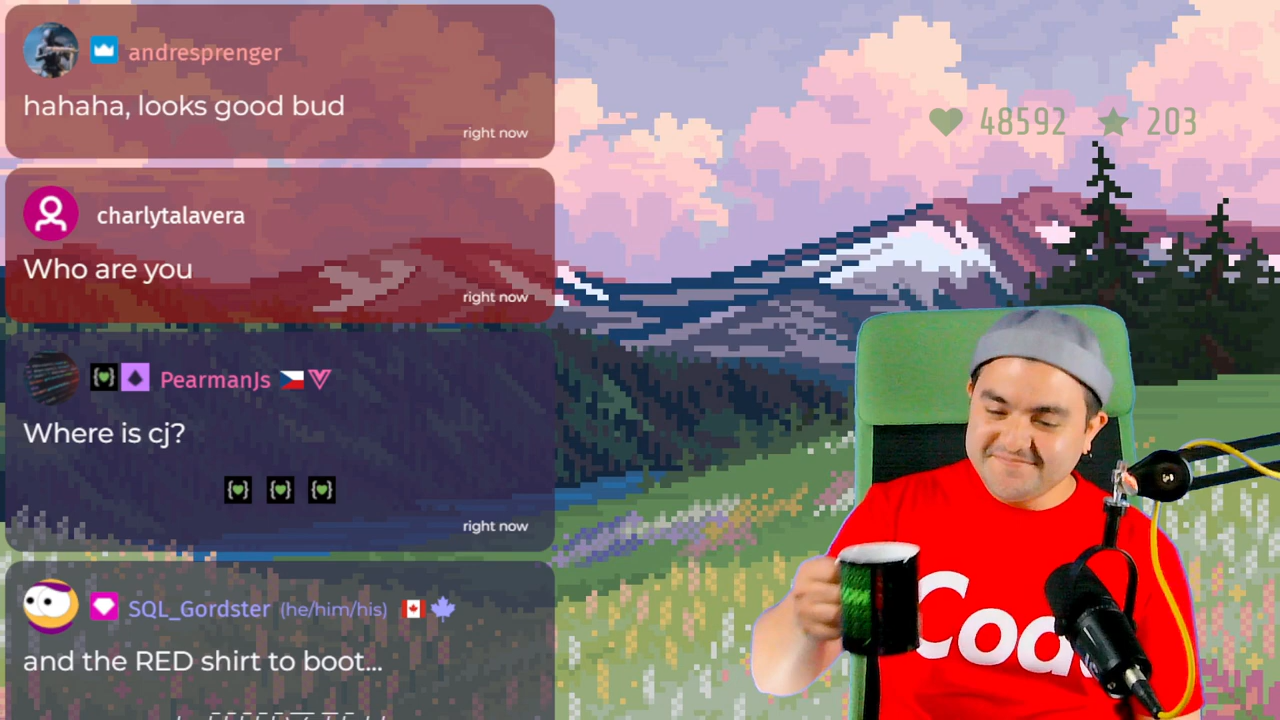 andresprenger
hahaha, looks good bud
right now
charlytalavera
Who are you
right now
PearmanJs
Where is cj?
right now
SQL_Gordster (he/him/his)
and the RED shirt to boot...
48592 203